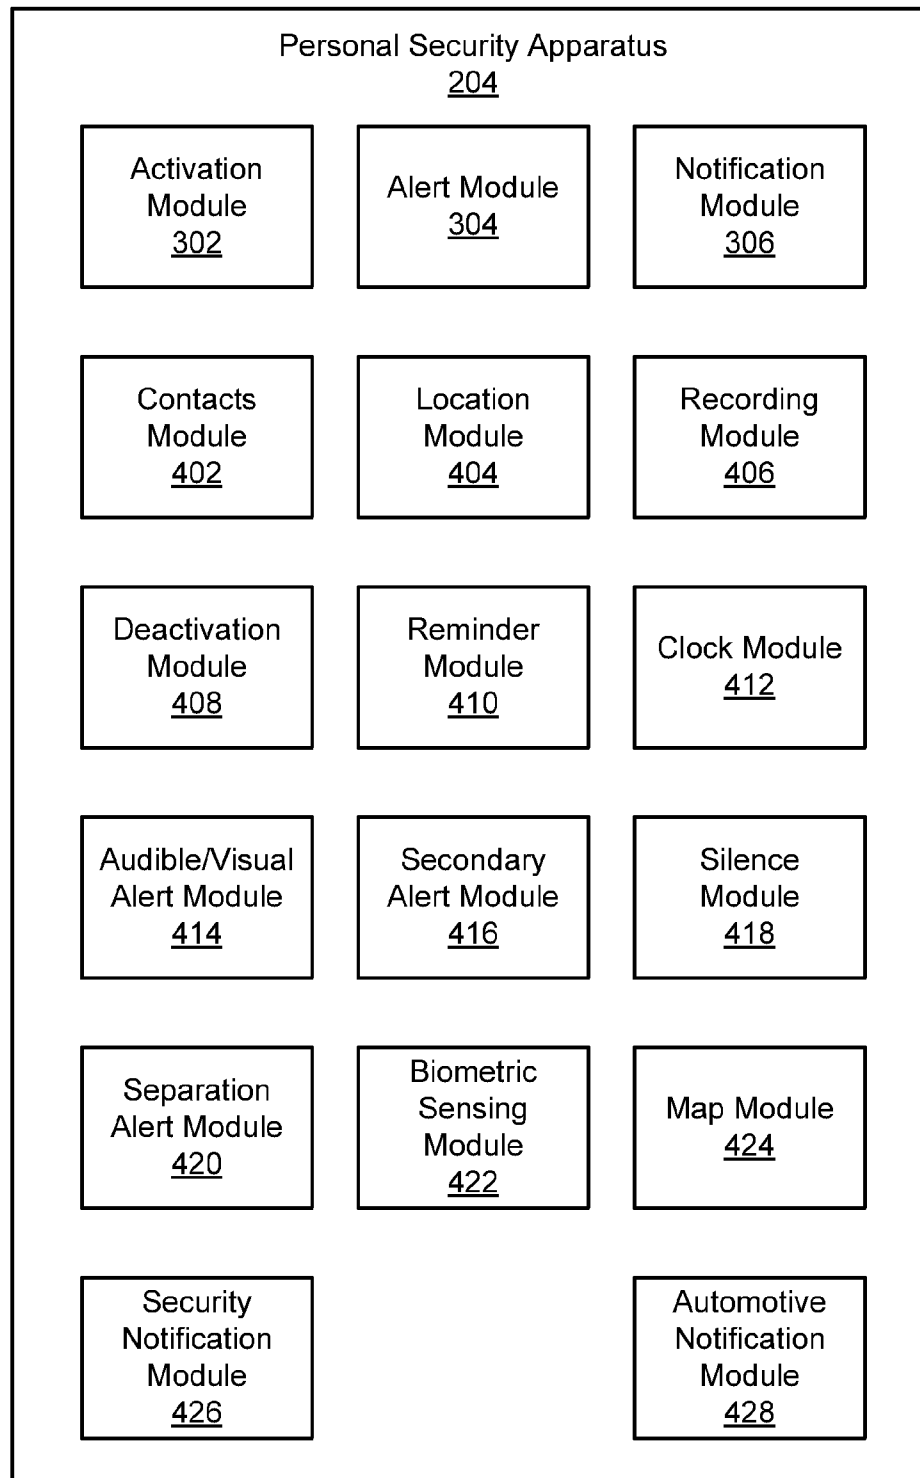 Personal Security Apparatus
204
Activation
Module
302
Alert Module
304
Notification
Module
306
Contacts
Module
402
Location
Module
404
Recording
Module
406
Deactivation
Module
408
Reminder
Module
410
Clock Module
412
Audible/Visual
Alert Module
414
Secondary
Alert Module
416
Silence
Module
418
Separation
Alert Module
420
Biometric
Sensing
Module
422
Map Module
424
Security
Notification
Module
426
Automotive
Notification
Module
428